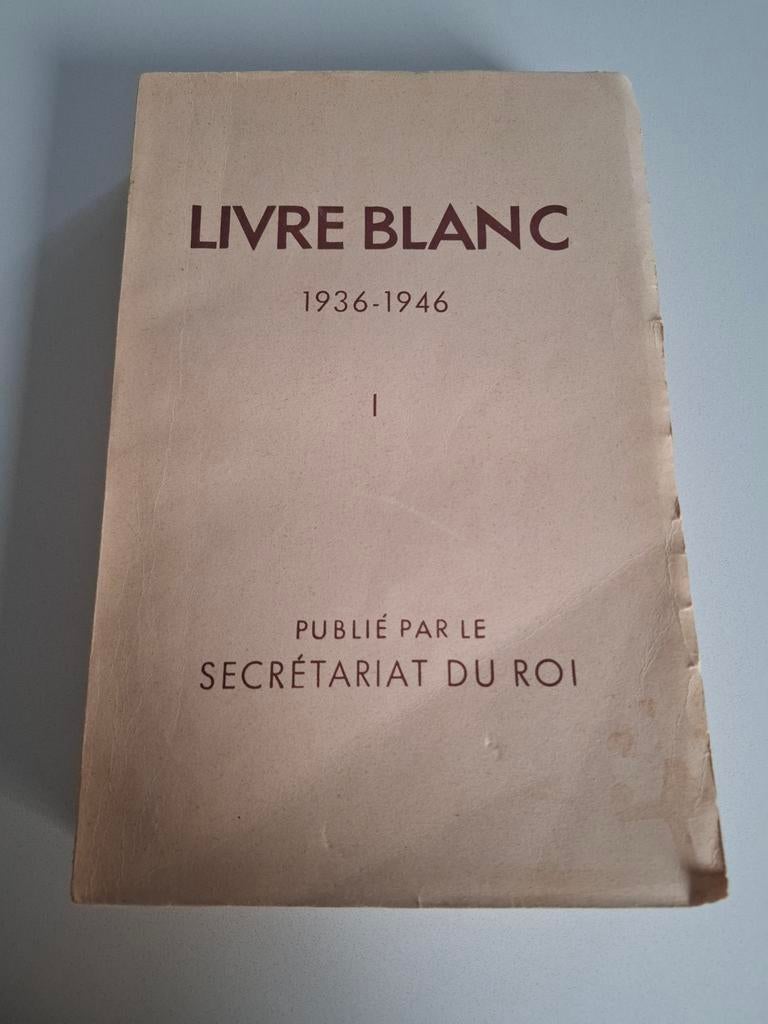 LIVRE BLANC
1936-1946
I
PUBLIÉ PAR LE
SECRÉTARIAT DU ROI